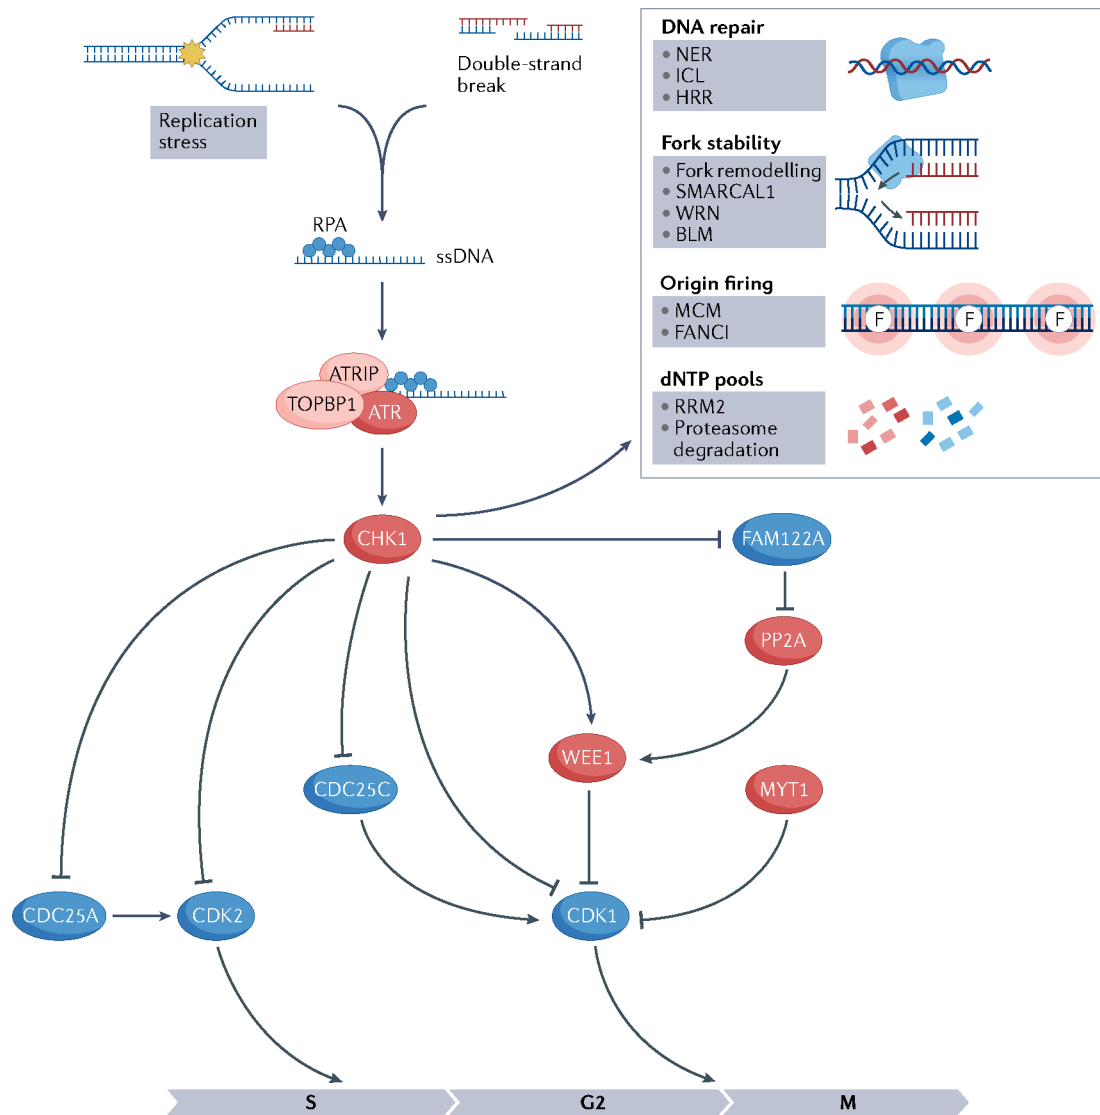 Replication
stress
Double-strand
break
RPA
ssDNA
ATRIP
TOPBP1
ATR
DNA repair
• NER
• ICL
• HRR
Fork stability
• Fork remodelling
• SMARCAL1
• WRN
• BLM
Origin firing
• MCM
• FANCI
F F F
dNTP pools
• RRM2
• Proteasome
degradation
CHK1
FAM122A
PP2A
WEE1
CDC25C
MYT1
CDC25A
CDK2
CDK1
S G2 M